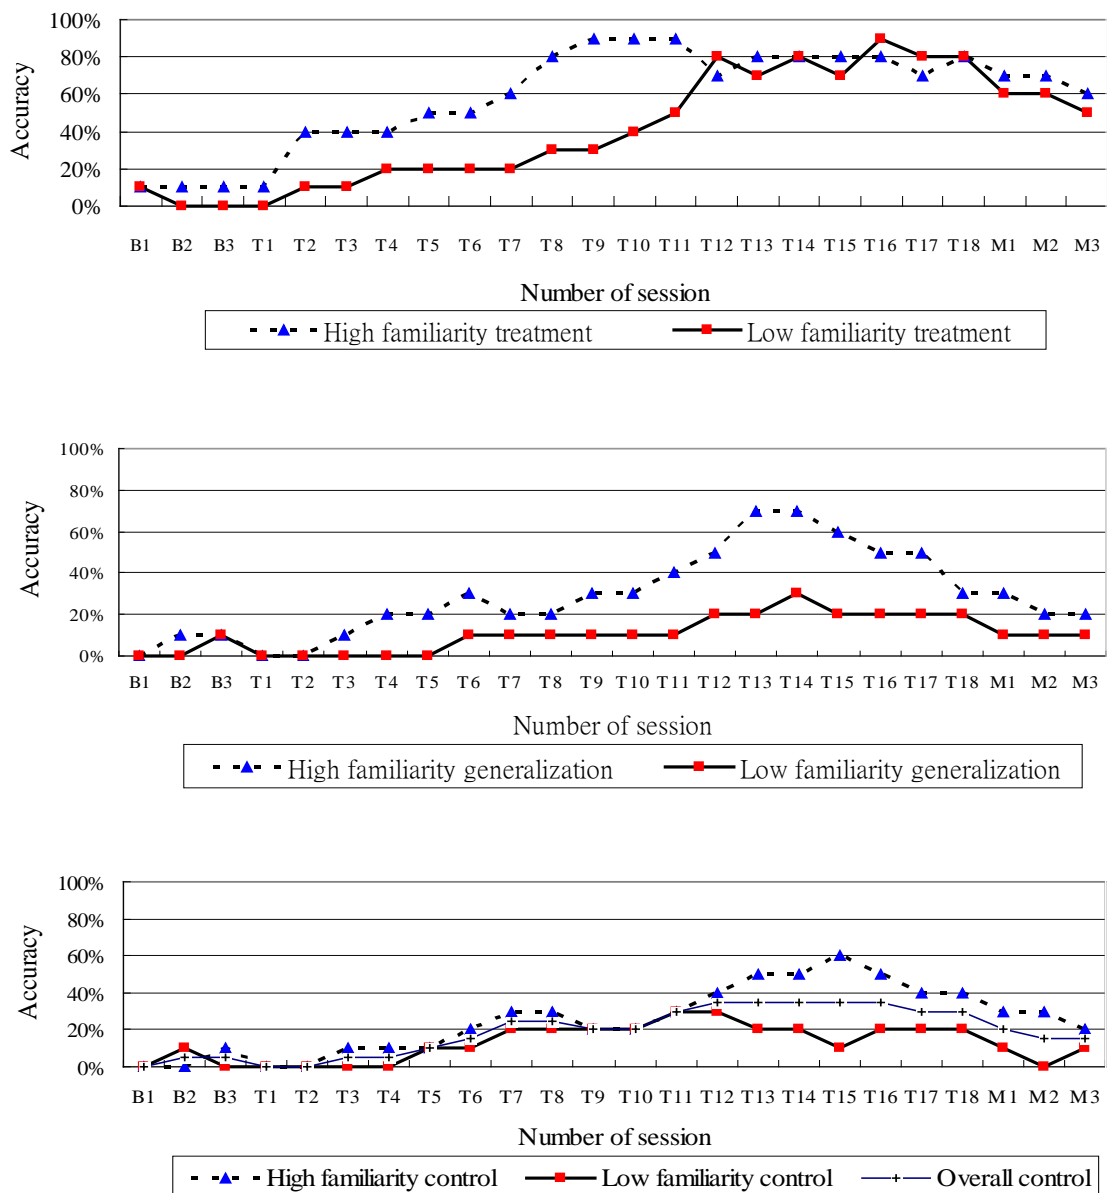 100%
80%
60%
40%
20%
0%
Accuracy
B1 B2 B3 T1 T2 T3 T4 T5 T6 T7 T8 T9 T10 T11 T12 T13 T14 T15 T16 T17 T18 M1 M2 M3
Number of session
High familiarity treatment Low familiarity treatment
100%
80%
60%
40%
20%
0%
Accuracy
B1 B2 B3 T1 T2 T3 T4 T5 T6 T7 T8 T9 T10 T11 T12 T13 T14 T15 T16 T17 T18 M1 M2 M3
Number of session
High familiarity generalization Low familiarity generalization
100%
80%
60%
40%
20%
0%
Accuracy
B1 B2 B3 T1 T2 T3 T4 T5 T6 T7 T8 T9 T10 T11 T12 T13 T14 T15 T16 T17 T18 M1 M2 M3
Number of session
High familiarity control Low familiarity control Overall control